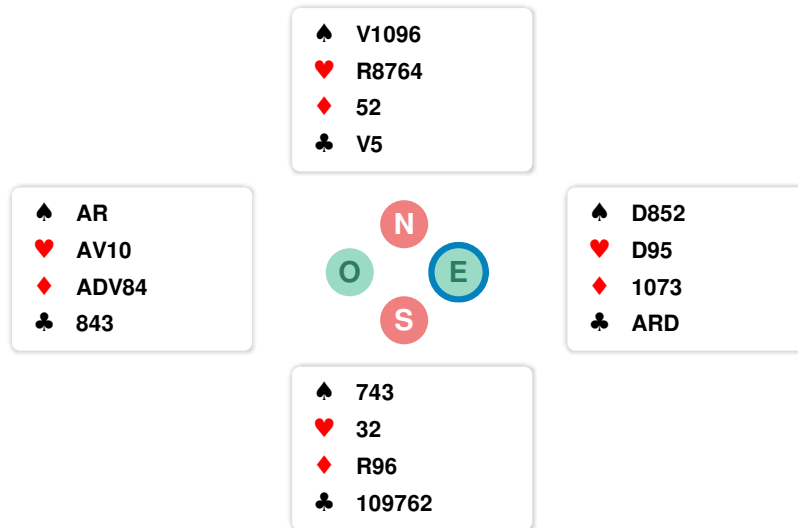 ♠ V1096
♥ R8764
♦ 52
♣ V5
♠ AR
♥ AV10
♦ ADV84
♣ 843
N
O E
S
♠ D852
♥ D95
♦ 1073
♣ ARD
♠ 743
♥ 32
♦ R96
♣ 109762